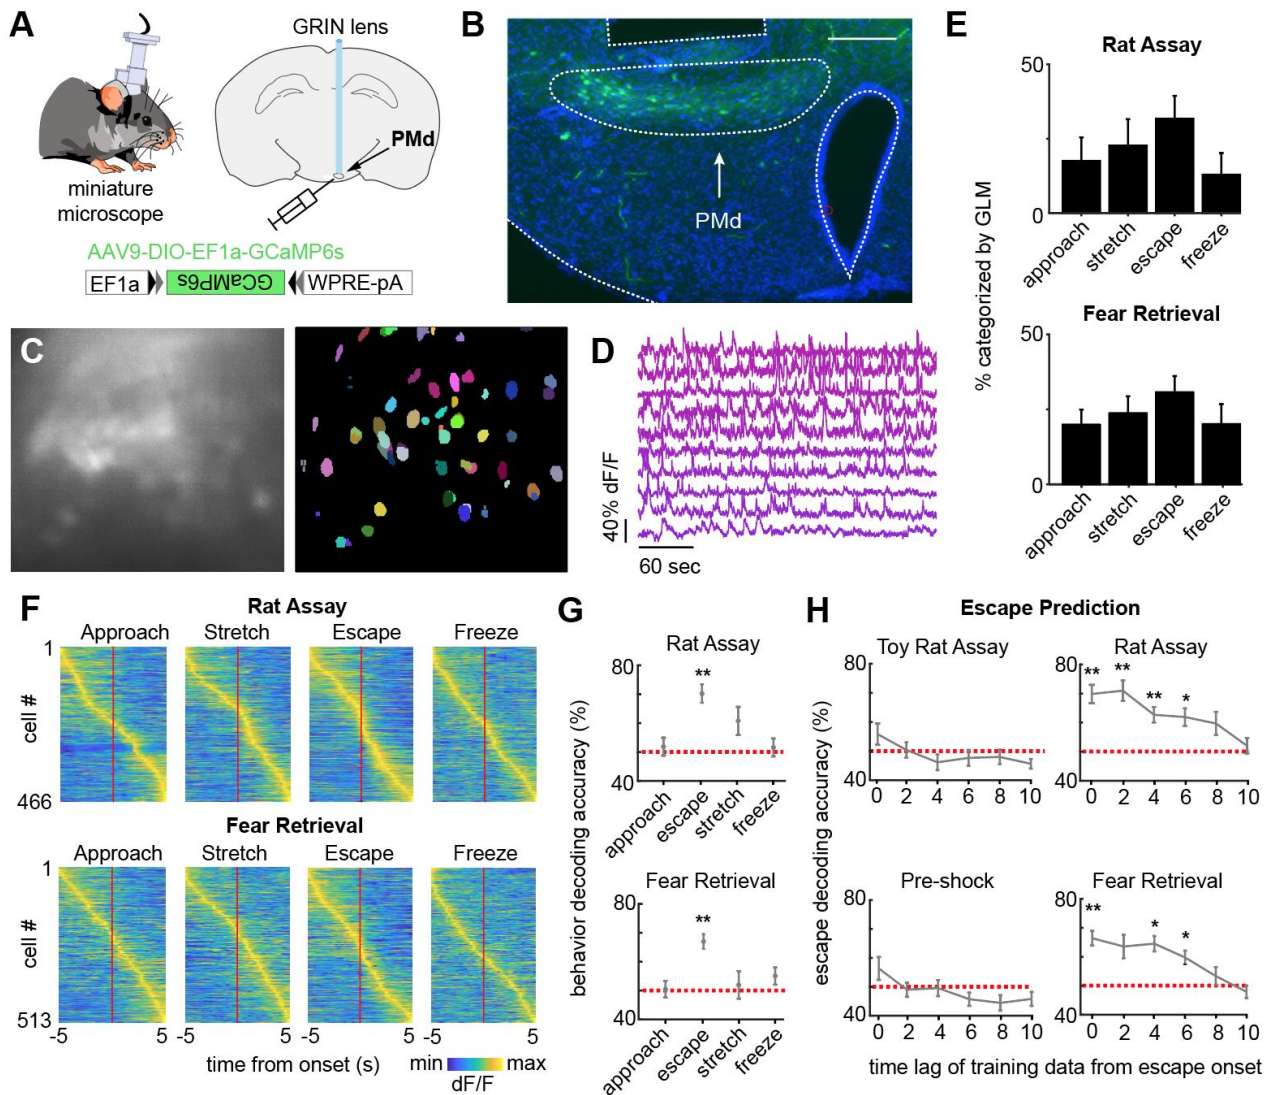 A
miniature
microscope
GRIN lens
PMd
AAV9-DIO-EF1a-GCaMP6s
EF1a
GCaMP6s
WPRE-pA
B
PMd
C
D
40% dF/F
60 sec
E
% categorized by GLM
Rat Assay
50
0
approach
stretch
escape
freeze
Fear Retrieval
50
0
approach
stretch
escape
freeze
F
Rat Assay
Approach
Stretch
Escape
Freeze
1
cell #
466
Fear Retrieval
Approach
Stretch
Escape
Freeze
1
cell #
513
-5 5 -5 5 -5 5 -5 5
time from onset (s)
min max
dF/F
G
behavior decoding accuracy (%)
Rat Assay
80
**
40
approach
escape
stretch
freeze
Fear Retrieval
80
**
40
approach
escape
stretch
freeze
H
Escape Prediction
escape decoding accuracy (%)
Toy Rat Assay
80
40
0 2 4 6 8 10
Rat Assay
80
** ** ** *
40
0 2 4 6 8 10
Pre-shock
80
40
0 2 4 6 8 10
Fear Retrieval
80
** * *
40
0 2 4 6 8 10
time lag of training data from escape onset